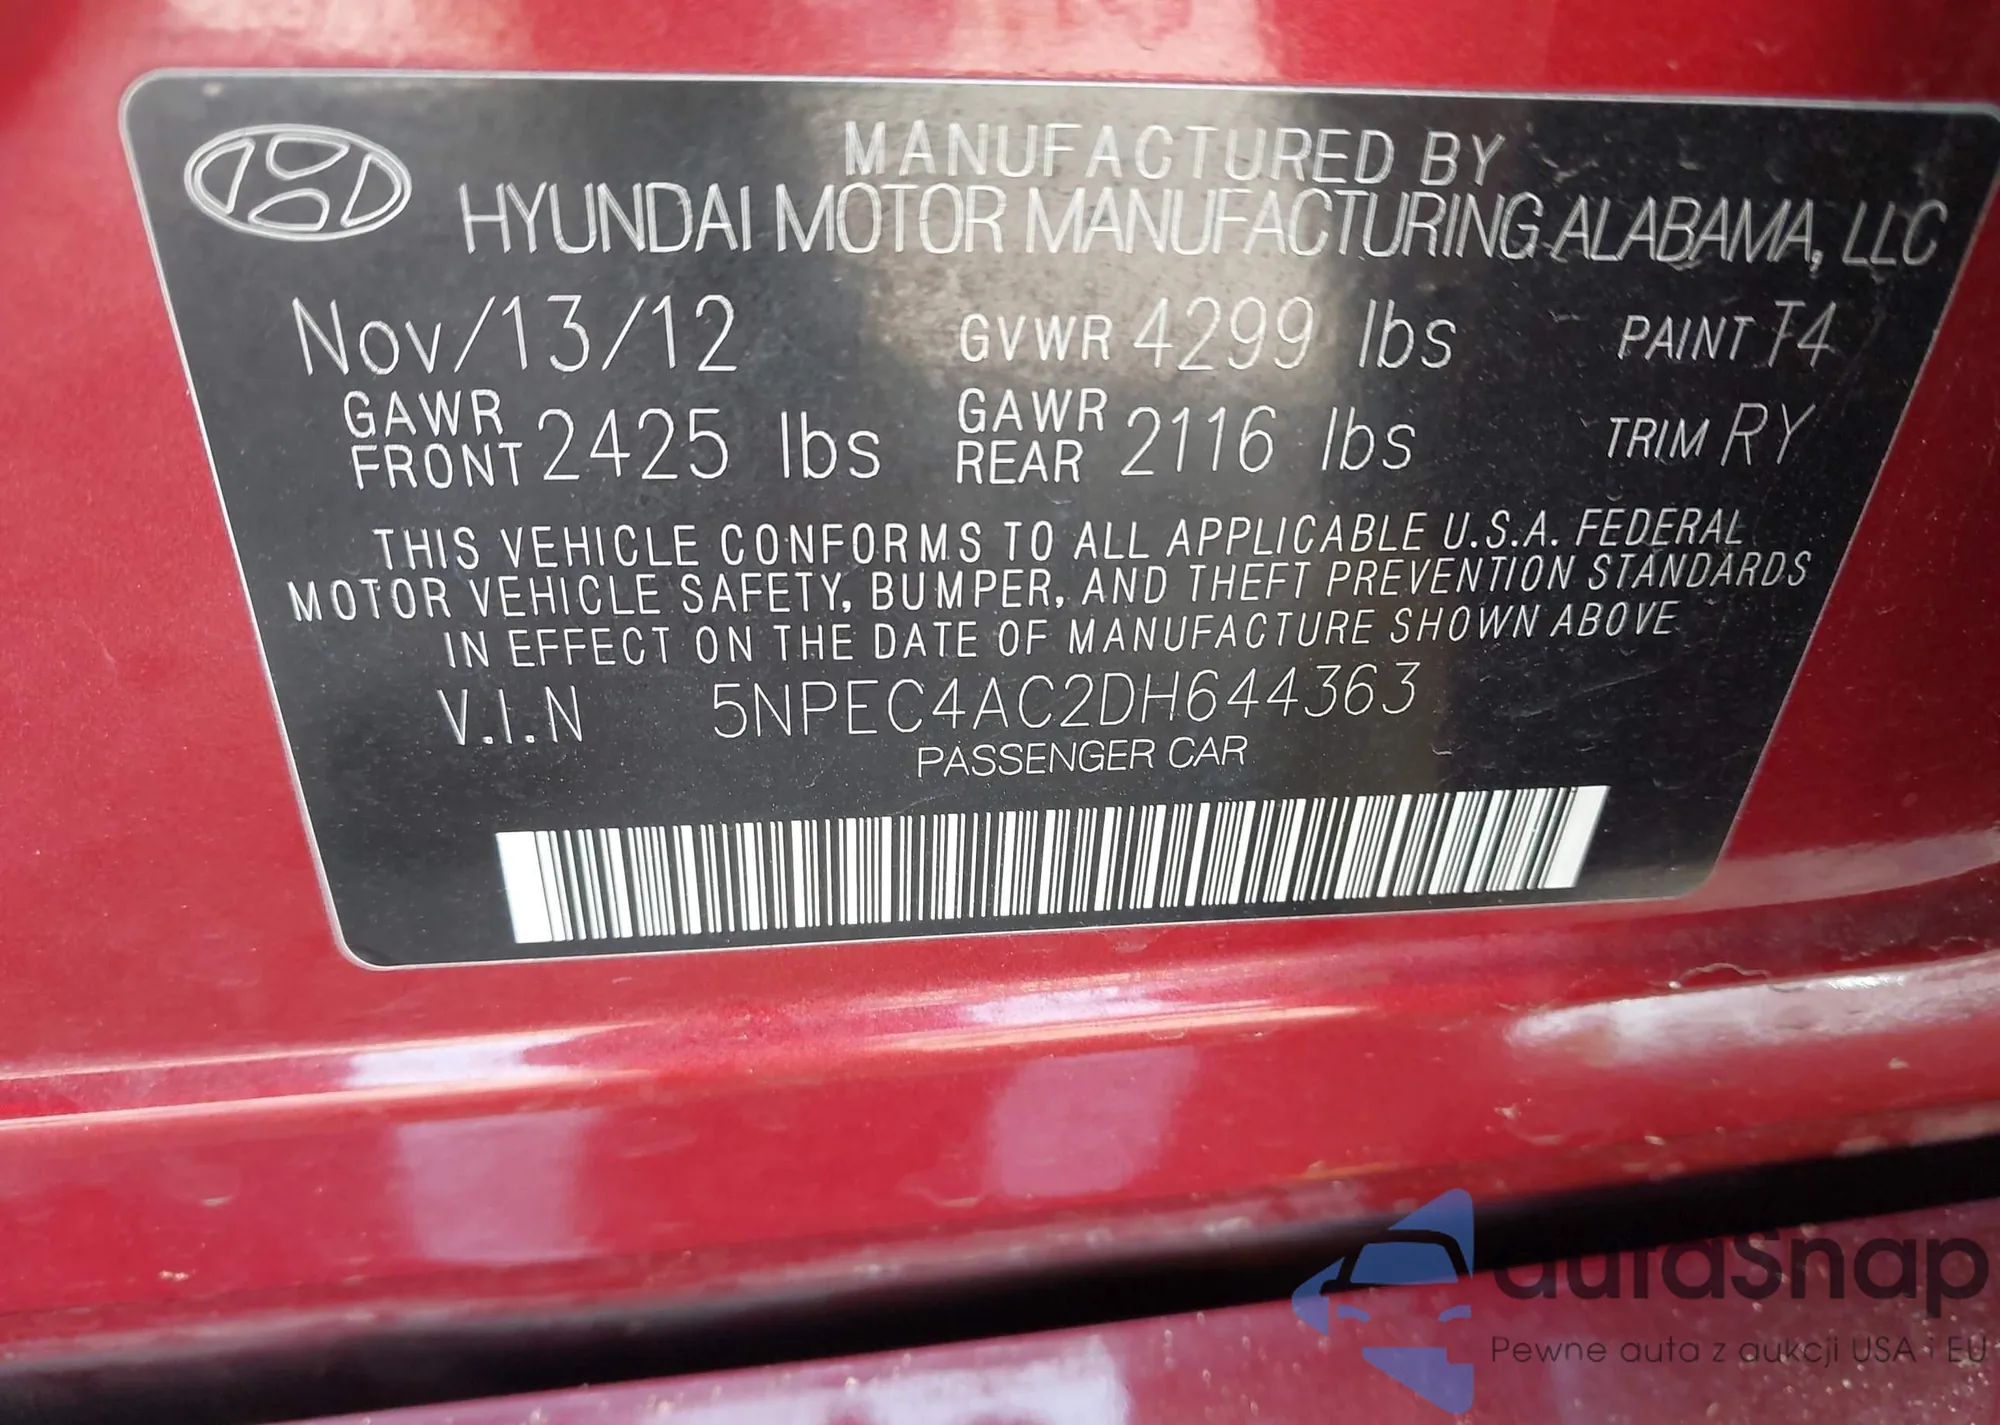 MANUFACTURED BY
HYUNDAI MOTOR MANUFACTURING ALABAMA, LLC
Nov/13/12 GVWR 4299 lbs PAINT T4
GAWR FRONT 2425 lbs GAWR REAR 2116 lbs TRIM RY
THIS VEHICLE CONFORMS TO ALL APPLICABLE U.S.A. FEDERAL
MOTOR VEHICLE SAFETY, BUMPER, AND THEFT PREVENTION STANDARDS
IN EFFECT ON THE DATE OF MANUFACTURE SHOWN ABOVE
V.I.N 5NPEC4AC2DH644363
PASSENGER CAR
autaSnap
Pewne auta z aukcji USA i EU